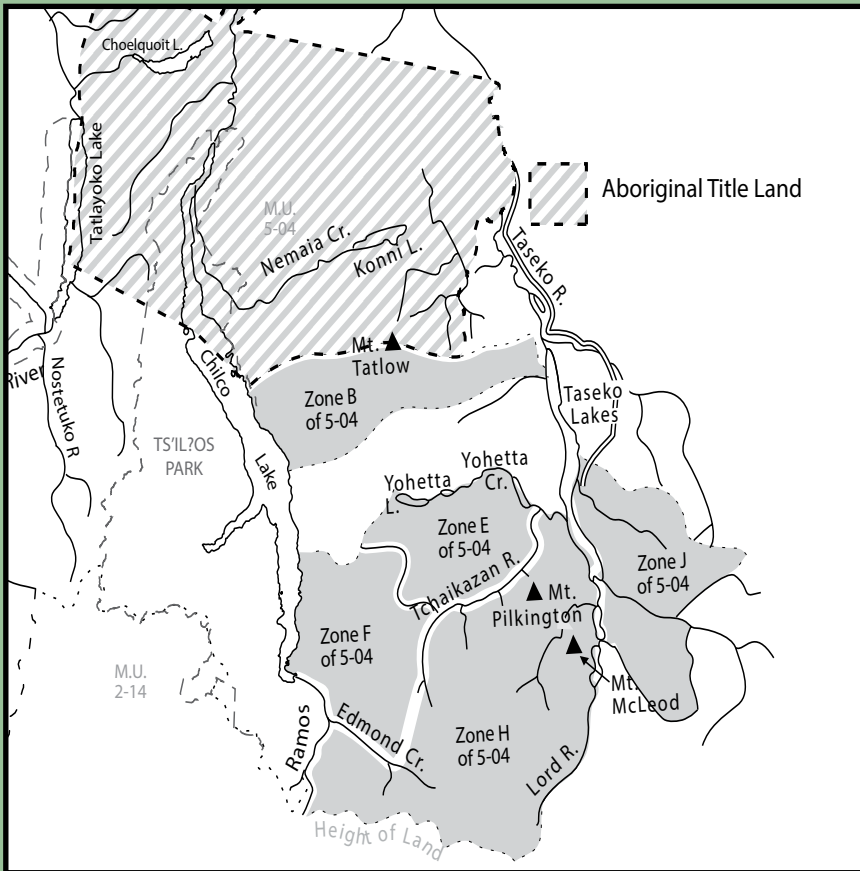 Choelquoit L.
Tatlayoko Lake
Aboriginal Title Land
M.U.
5-04
Nemaia Cr.
Konni L.
Taseko R.
Mt.
Tatlow
River
Nostetuko R
Chilco
Lake
Zone B
of 5-04
Taseko
Lakes
TS'IL?OS
PARK
Yohetta
L.
Yohetta
Cr.
Zone E
of 5-04
Zone J
of 5-04
Tchaikazan R.
Mt.
Pilkington
Zone F
of 5-04
M.U.
2-14
Mt.
McLeod
Ramos
Edmond Cr.
Zone H
of 5-04
Lord R.
Height of Land